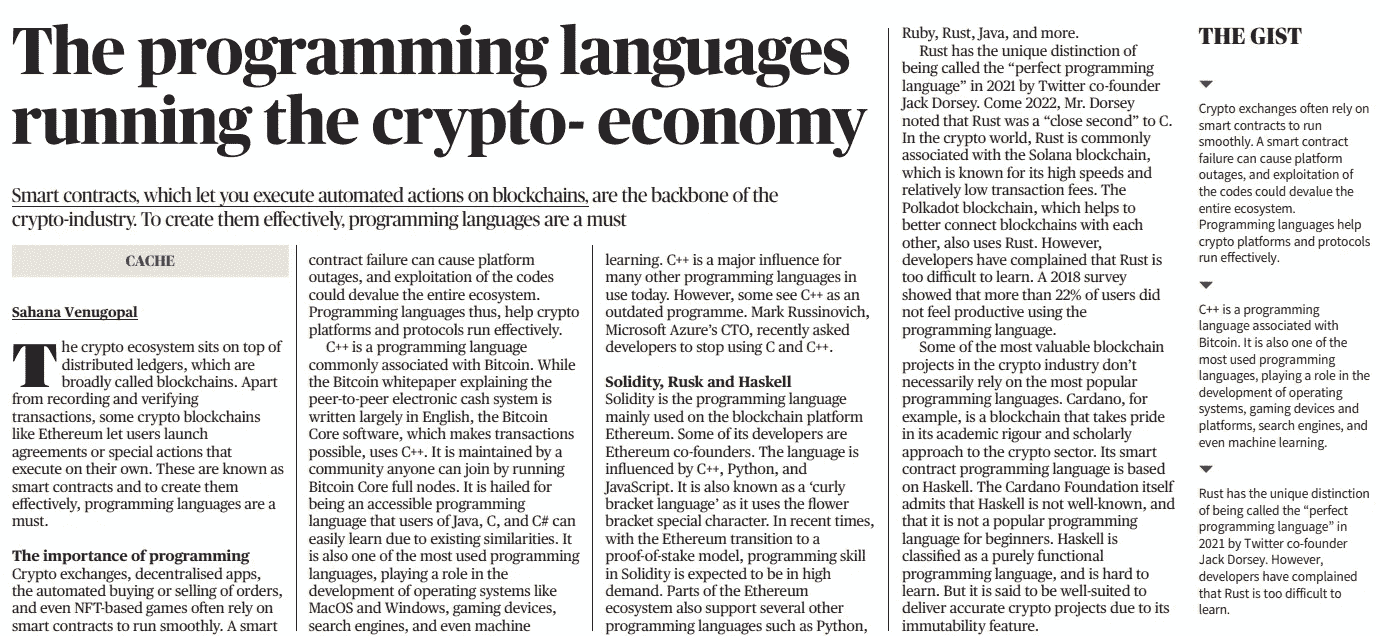 The programming languages
running the crypto- economy
Smart contracts, which let you execute automated actions on blockchains, are the backbone of the
crypto-industry. To create them effectively, programming languages are a must
CACHE
Sahana Venugopal
The crypto ecosystem sits on top of
distributed ledgers, which are
broadly called blockchains. Apart
from recording and verifying
transactions, some crypto blockchains
like Ethereum let users launch
agreements or special actions that
execute on their own. These are known as
smart contracts and to create them
effectively, programming languages are a
must.
The importance of programming
Crypto exchanges, decentralised apps,
the automated buying or selling of orders,
and even NFT-based games often rely on
smart contracts to run smoothly. A smart
contract failure can cause platform
outages, and exploitation of the codes
could devalue the entire ecosystem.
Programming languages thus, help crypto
platforms and protocols run effectively.
C++ is a programming language
commonly associated with Bitcoin. While
the Bitcoin whitepaper explaining the
peer-to-peer electronic cash system is
written largely in English, the Bitcoin
Core software, which makes transactions
possible, uses C++. It is maintained by a
community anyone can join by running
Bitcoin Core full nodes. It is hailed for
being an accessible programming
language that users of Java, C, and C# can
easily learn due to existing similarities. It
is also one of the most used programming
languages, playing a role in the
development of operating systems like
MacOS and Windows, gaming devices,
search engines, and even machine
learning. C++ is a major influence for
many other programming languages in
use today. However, some see C++ as an
outdated programme. Mark Russinovich,
Microsoft Azure's CTO, recently asked
developers to stop using C and C++.
Solidity, Rusk and Haskell
Solidity is the programming language
mainly used on the blockchain platform
Ethereum. Some of its developers are
Ethereum co-founders. The language is
influenced by C++, Python, and
JavaScript. It is also known as a ‘curly
bracket language’ as it uses the flower
bracket special character. In recent times,
with the Ethereum transition to a
proof-of-stake model, programming skill
in Solidity is expected to be in high
demand. Parts of the Ethereum
ecosystem also support several other
programming languages such as Python,
Ruby, Rust, Java, and more.
Rust has the unique distinction of
being called the “perfect programming
language” in 2021 by Twitter co-founder
Jack Dorsey. Come 2022, Mr. Dorsey
noted that Rust was a “close second” to C.
In the crypto world, Rust is commonly
associated with the Solana blockchain,
which is known for its high speeds and
relatively low transaction fees. The
Polkadot blockchain, which helps to
better connect blockchains with each
other, also uses Rust. However,
developers have complained that Rust is
too difficult to learn. A 2018 survey
showed that more than 22% of users did
not feel productive using the
programming language.
Some of the most valuable blockchain
projects in the crypto industry don’t
necessarily rely on the most popular
programming languages. Cardano, for
example, is a blockchain that takes pride
in its academic rigour and scholarly
approach to the crypto sector. Its smart
contract programming language is based
on Haskell. The Cardano Foundation itself
admits that Haskell is not well-known, and
that it is not a popular programming
language for beginners. Haskell is
classified as a purely functional
programming language, and is hard to
learn. But it is said to be well-suited to
deliver accurate crypto projects due to its
immutability feature.
THE GIST
Crypto exchanges often rely on
smart contracts to run
smoothly. A smart contract
failure can cause platform
outages, and exploitation of
the codes could devalue the
entire ecosystem.
Programming languages help
crypto platforms and protocols
run effectively.
C++ is a programming
language associated with
Bitcoin. It is also one of the
most used programming
languages, playing a role in the
development of operating
systems, gaming devices and
platforms, search engines, and
even machine learning.
Rust has the unique distinction
of being called the “perfect
programming language” in
2021 by Twitter co-founder
Jack Dorsey. However,
developers have complained
that Rust is too difficult to
learn.